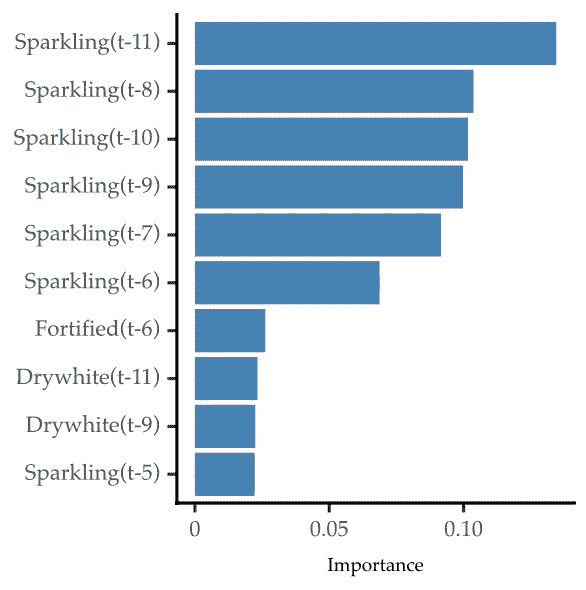 Sparkling(t-11)
Sparkling(t-8)
Sparkling(t-10)
Sparkling(t-9)
Sparkling(t-7)
Sparkling(t-6)
Fortified(t-6)
Drywhite(t-11)
Drywhite(t-9)
Sparkling(t-5)
0 0.05 0.10
Importance